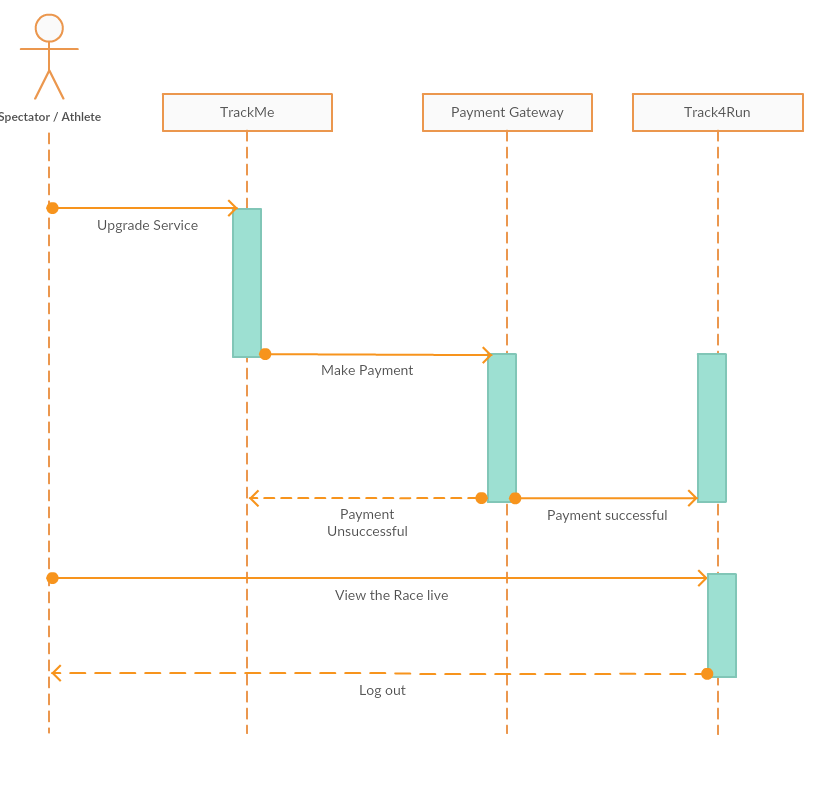 Spectator / Athlete
TrackMe
Payment Gateway
Track4Run
Upgrade Service
Make Payment
Payment
Unsuccessful
Payment successful
View the Race live
Log out